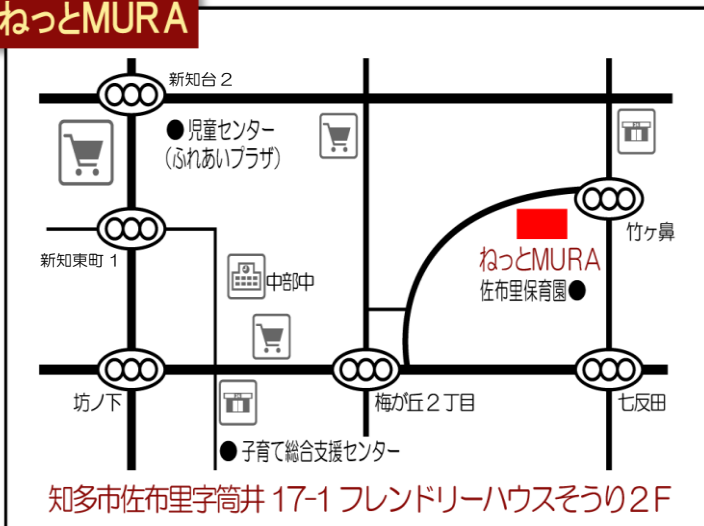 ねっとMURA
新知台2
●児童センター
(ふれあいプラザ)
竹ヶ鼻
新知東町1
ねっとMURA
中部中
佐布里保育園●
坊ノ下
梅が丘2丁目
七反田
●子育て総合支援センター
知多市佐布里字筒井 17-1 フレンドリーハウスそうり2F